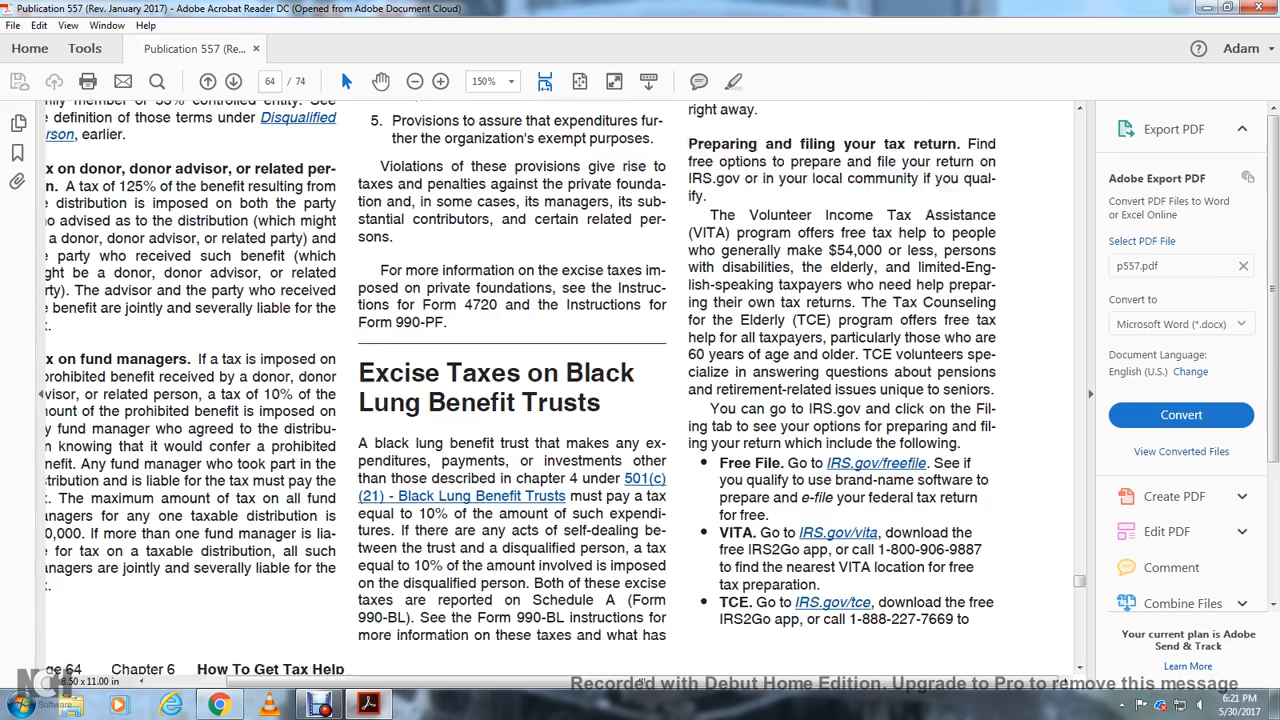 Publication 557 (Rev. January 2017) - Adobe Acrobat Reader DC (Opened from Adobe Document Cloud)
File Edit View Window Help
Home Tools Publication 557 (Re... × Adam
64 / 74 150%
family member or 35% controlled entity. See
e definition of those terms under Disqualified
erson, earlier.
x on donor, donor advisor, or related per-
n. A tax of 125% of the benefit resulting from
e distribution is imposed on both the party
ho advised as to the distribution (which might
a donor, donor advisor, or related party) and
e party who received such benefit (which
ght be a donor, donor advisor, or related
rty). The advisor and the party who received
e benefit are jointly and severally liable for the
x.
x on fund managers. If a tax is imposed on
prohibited benefit received by a donor, donor
visor, or related person, a tax of 10% of the
nount of the prohibited benefit is imposed on
y fund manager who agreed to the distribu-
n knowing that it would confer a prohibited
nefit. Any fund manager who took part in the
stribution and is liable for the tax must pay the
x. The maximum amount of tax on all fund
anagers for any one taxable distribution is
0,000. If more than one fund manager is lia-
e for tax on a taxable distribution, all such
anagers are jointly and severally liable for the
x.
5. Provisions to assure that expenditures fur-
ther the organization's exempt purposes.
Violations of these provisions give rise to
taxes and penalties against the private founda-
tion and, in some cases, its managers, its sub-
stantial contributors, and certain related per-
sons.
For more information on the excise taxes im-
posed on private foundations, see the Instruc-
tions for Form 4720 and the Instructions for
Form 990-PF.
Excise Taxes on Black
Lung Benefit Trusts
A black lung benefit trust that makes any ex-
penditures, payments, or investments other
than those described in chapter 4 under 501(c)
(21) - Black Lung Benefit Trusts must pay a tax
equal to 10% of the amount of such expendi-
tures. If there are any acts of self-dealing be-
tween the trust and a disqualified person, a tax
equal to 10% of the amount involved is imposed
on the disqualified person. Both of these excise
taxes are reported on Schedule A (Form
990-BL). See the Form 990-BL instructions for
more information on these taxes and what has
right away.
Preparing and filing your tax return. Find
free options to prepare and file your return on
IRS.gov or in your local community if you qual-
ify.
The Volunteer Income Tax Assistance
(VITA) program offers free tax help to people
who generally make $54,000 or less, persons
with disabilities, the elderly, and limited-Eng-
lish-speaking taxpayers who need help prepar-
ing their own tax returns. The Tax Counseling
for the Elderly (TCE) program offers free tax
help for all taxpayers, particularly those who are
60 years of age and older. TCE volunteers spe-
cialize in answering questions about pensions
and retirement-related issues unique to seniors.
You can go to IRS.gov and click on the Fil-
ing tab to see your options for preparing and fil-
ing your return which include the following.
• Free File. Go to IRS.gov/freefile. See if
you qualify to use brand-name software to
prepare and e-file your federal tax return
for free.
• VITA. Go to IRS.gov/vita, download the
free IRS2Go app, or call 1-800-906-9887
to find the nearest VITA location for free
tax preparation.
• TCE. Go to IRS.gov/tce, download the free
IRS2Go app, or call 1-888-227-7669 to
ge 64 Chapter 6 How To Get Tax Help
8.50 x 11.00 in
Export PDF
Adobe Export PDF
Convert PDF Files to Word
or Excel Online
Select PDF File
p557.pdf
Convert to
Microsoft Word (*.docx)
Document Language:
English (U.S.) Change
Convert
View Converted Files
Create PDF
Edit PDF
Comment
Combine Files
Your current plan is Adobe
Send & Track
Learn More
NCH
Software
Recorded with Debut Home Edition. Upgrade to Pro to remove this message
6:21 PM
5/30/2017